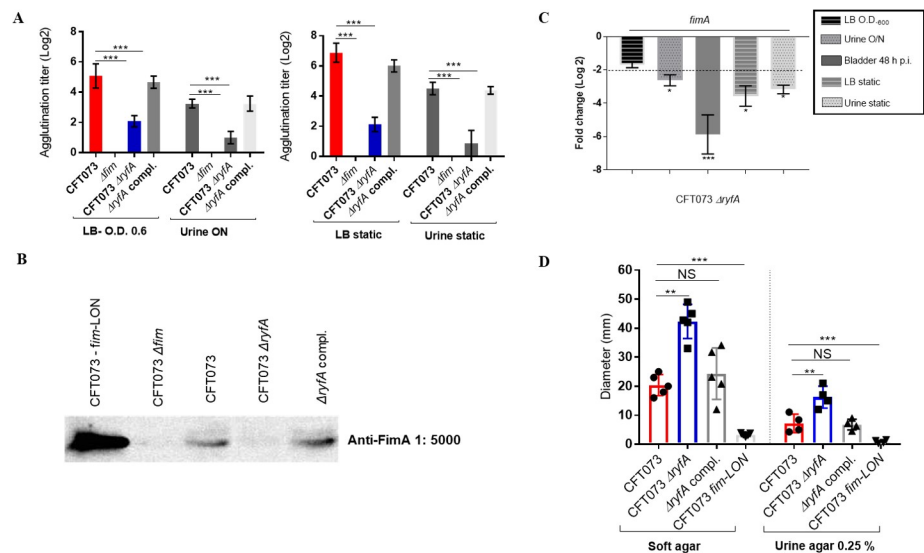 A
Agglutination titer (Log2)
8
6
4
2
0
***
***
***
***
CFT073
Δfim
CFT073 ΔryfA
ΔryfA compl.
CFT073
Δfim
CFT073 ΔryfA
ΔryfA compl.
LB- O.D. 0.6
Urine ON
Agglutination titer (Log2)
8
6
4
2
0
***
***
***
***
CFT073
Δfim
CFT073 ΔryfA
ΔryfA compl.
CFT073
Δfim
CFT073 ΔryfA
ΔryfA compl.
LB static
Urine static
B
CFT073 - fim-LON
CFT073 Δfim
CFT073
CFT073 ΔryfA
ΔryfA compl.
Anti-FimA 1: 5000
C
fimA
Fold change (Log 2)
0
-2
-4
-6
-8
*
***
*
*
CFT073 ΔryfA
LB O.D.600
Urine O/N
Bladder 48 h p.i.
LB static
Urine static
D
Diameter (mm)
60
50
40
30
20
10
0
***
NS
**
***
NS
**
CFT073
CFT073 ΔryfA
ΔryfA compl.
CFT073 fim-LON
CFT073
CFT073 ΔryfA
ΔryfA compl.
CFT073 fim-LON
Soft agar
Urine agar 0.25 %